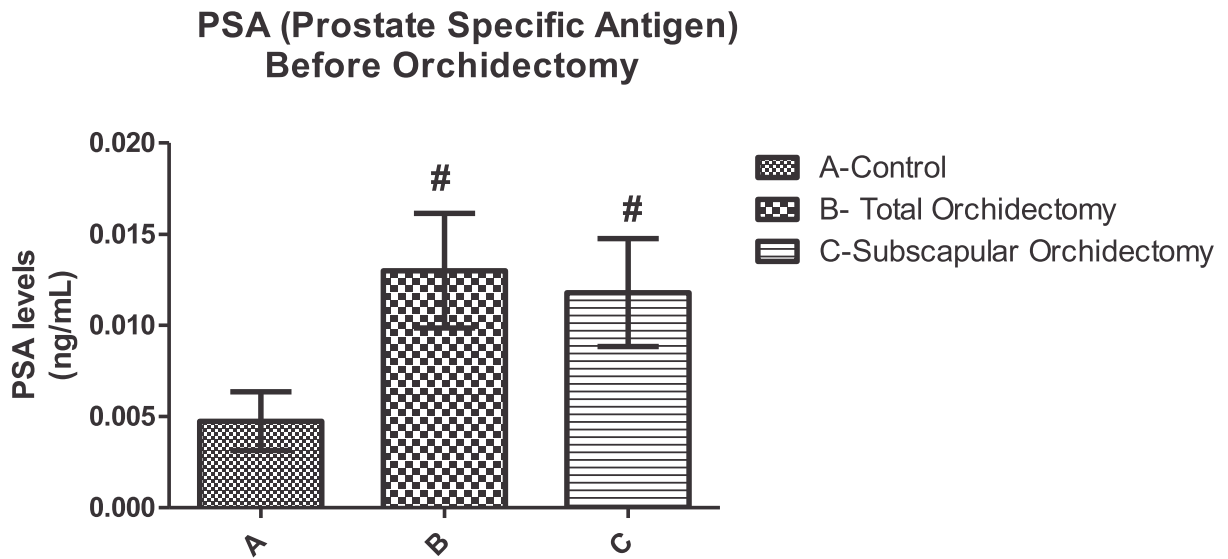 PSA (Prostate Specific Antigen)
Before Orchidectomy
PSA levels
(ng/mL)
0.020
0.015
0.010
0.005
0.000
#
#
A
B
C
A-Control
B- Total Orchidectomy
C-Subscapular Orchidectomy